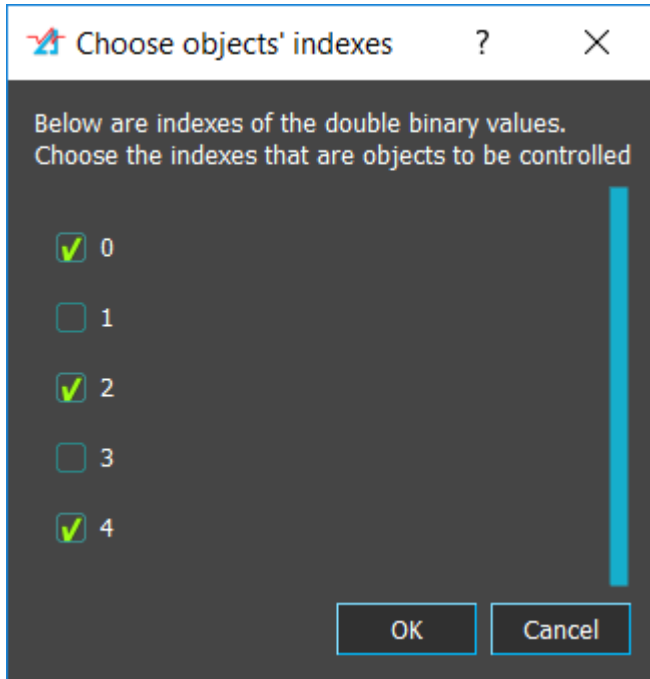 Choose objects' indexes ?
Below are indexes of the double binary values.
Choose the indexes that are objects to be controlled
0
1
2
3
4
OK Cancel